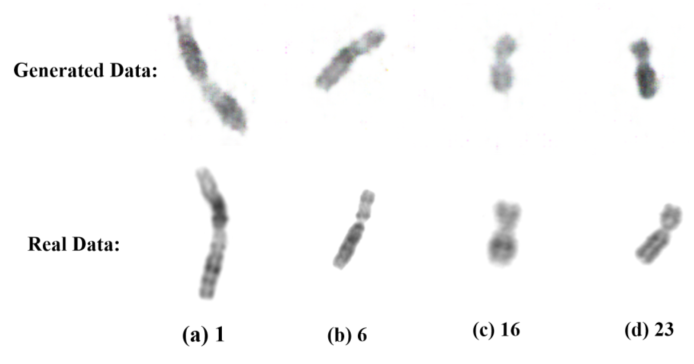 Generated Data:
Real Data:
(a) 1
(b) 6
(c) 16
(d) 23